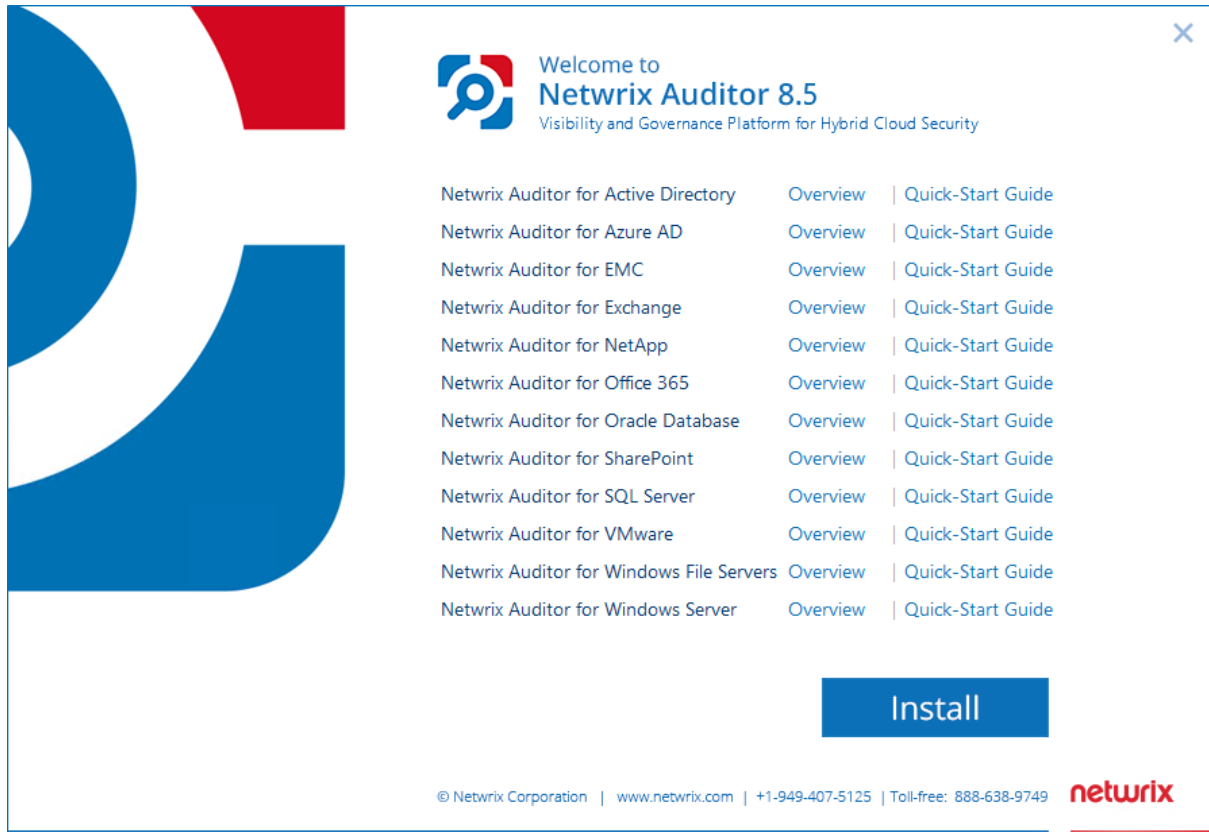 Welcome to
Netwrix Auditor 8.5
Visibility and Governance Platform for Hybrid Cloud Security
Netwrix Auditor for Active Directory Overview | Quick-Start Guide
Netwrix Auditor for Azure AD Overview | Quick-Start Guide
Netwrix Auditor for EMC Overview | Quick-Start Guide
Netwrix Auditor for Exchange Overview | Quick-Start Guide
Netwrix Auditor for NetApp Overview | Quick-Start Guide
Netwrix Auditor for Office 365 Overview | Quick-Start Guide
Netwrix Auditor for Oracle Database Overview | Quick-Start Guide
Netwrix Auditor for SharePoint Overview | Quick-Start Guide
Netwrix Auditor for SQL Server Overview | Quick-Start Guide
Netwrix Auditor for VMware Overview | Quick-Start Guide
Netwrix Auditor for Windows File Servers Overview | Quick-Start Guide
Netwrix Auditor for Windows Server Overview | Quick-Start Guide
Install
© Netwrix Corporation | www.netwrix.com | +1-949-407-5125 | Toll-free: 888-638-9749 netwrix